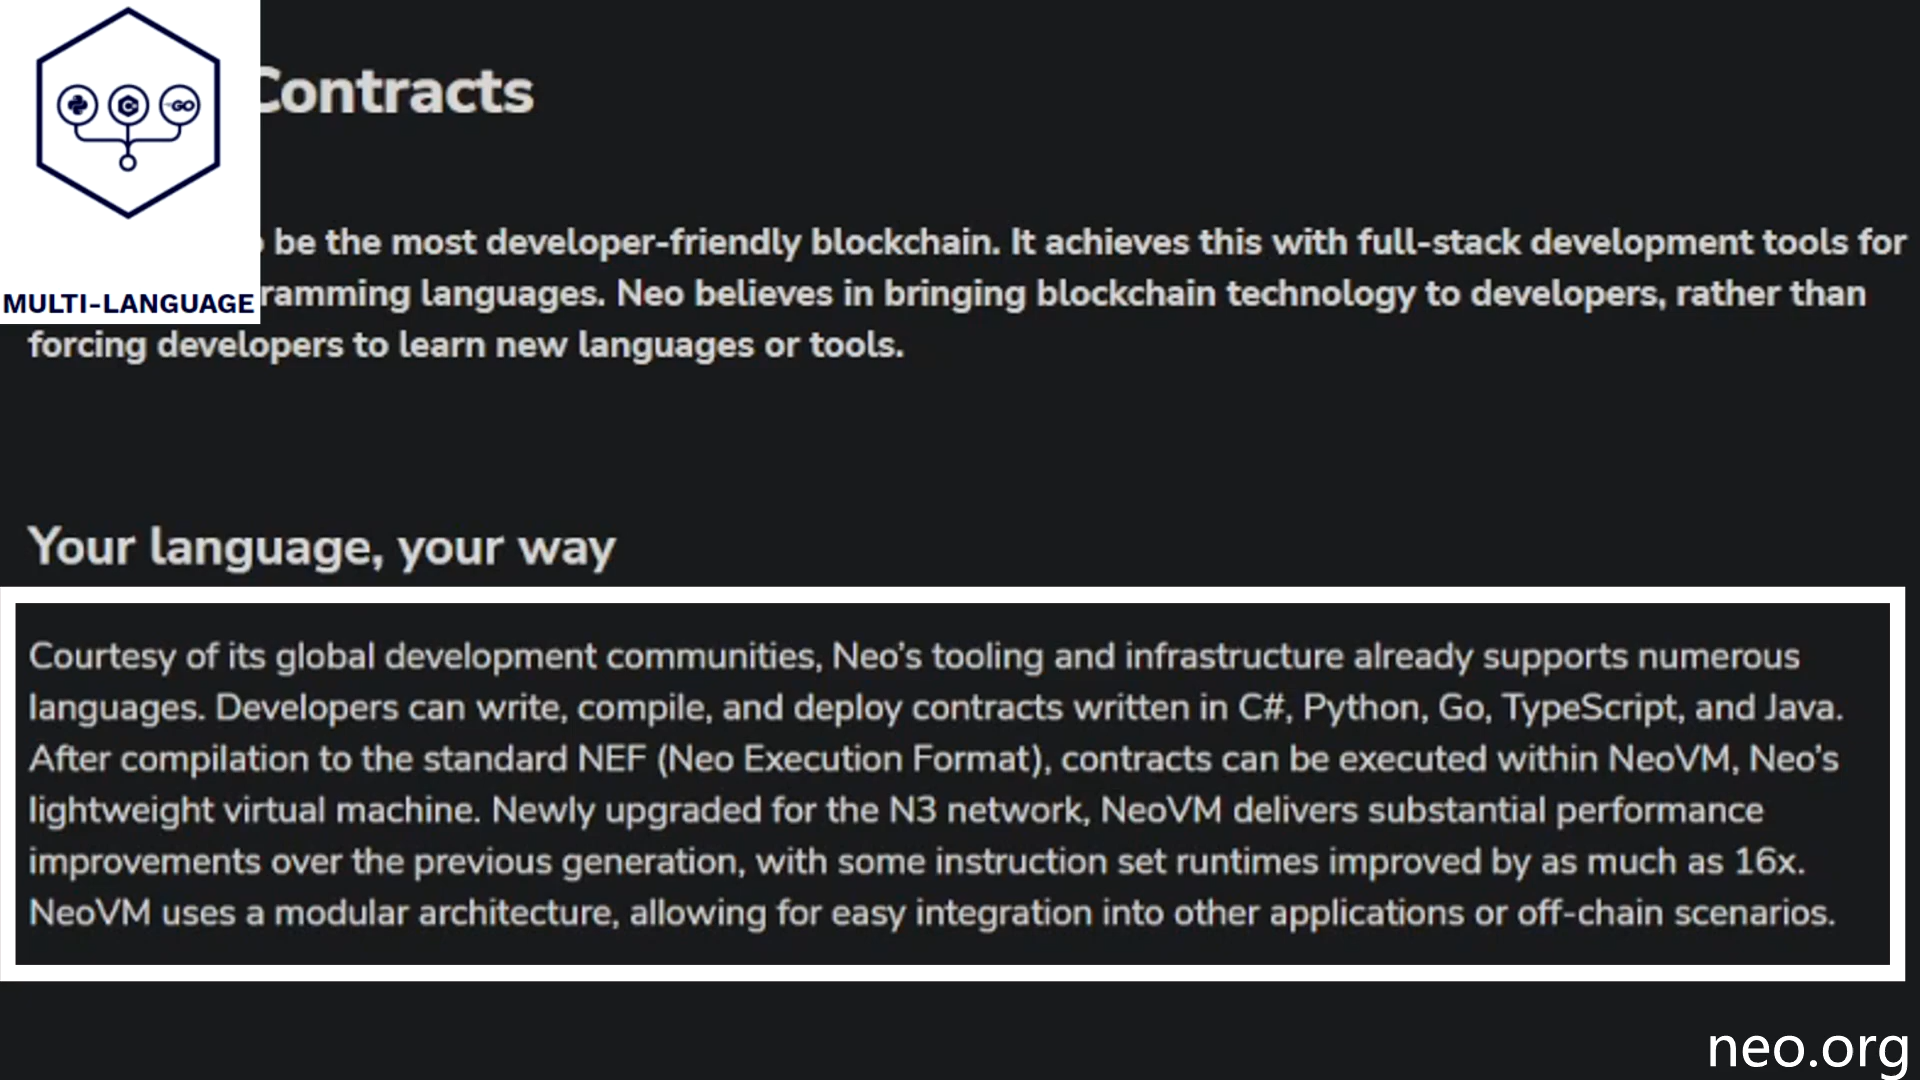 GO
MULTI-LANGUAGE
Contracts
be the most developer-friendly blockchain. It achieves this with full-stack development tools for
ramming languages. Neo believes in bringing blockchain technology to developers, rather than
forcing developers to learn new languages or tools.
Your language, your way
Courtesy of its global development communities, Neo’s tooling and infrastructure already supports numerous
languages. Developers can write, compile, and deploy contracts written in C#, Python, Go, TypeScript, and Java.
After compilation to the standard NEF (Neo Execution Format), contracts can be executed within NeoVM, Neo’s
lightweight virtual machine. Newly upgraded for the N3 network, NeoVM delivers substantial performance
improvements over the previous generation, with some instruction set runtimes improved by as much as 16x.
NeoVM uses a modular architecture, allowing for easy integration into other applications or off-chain scenarios.
neo.org